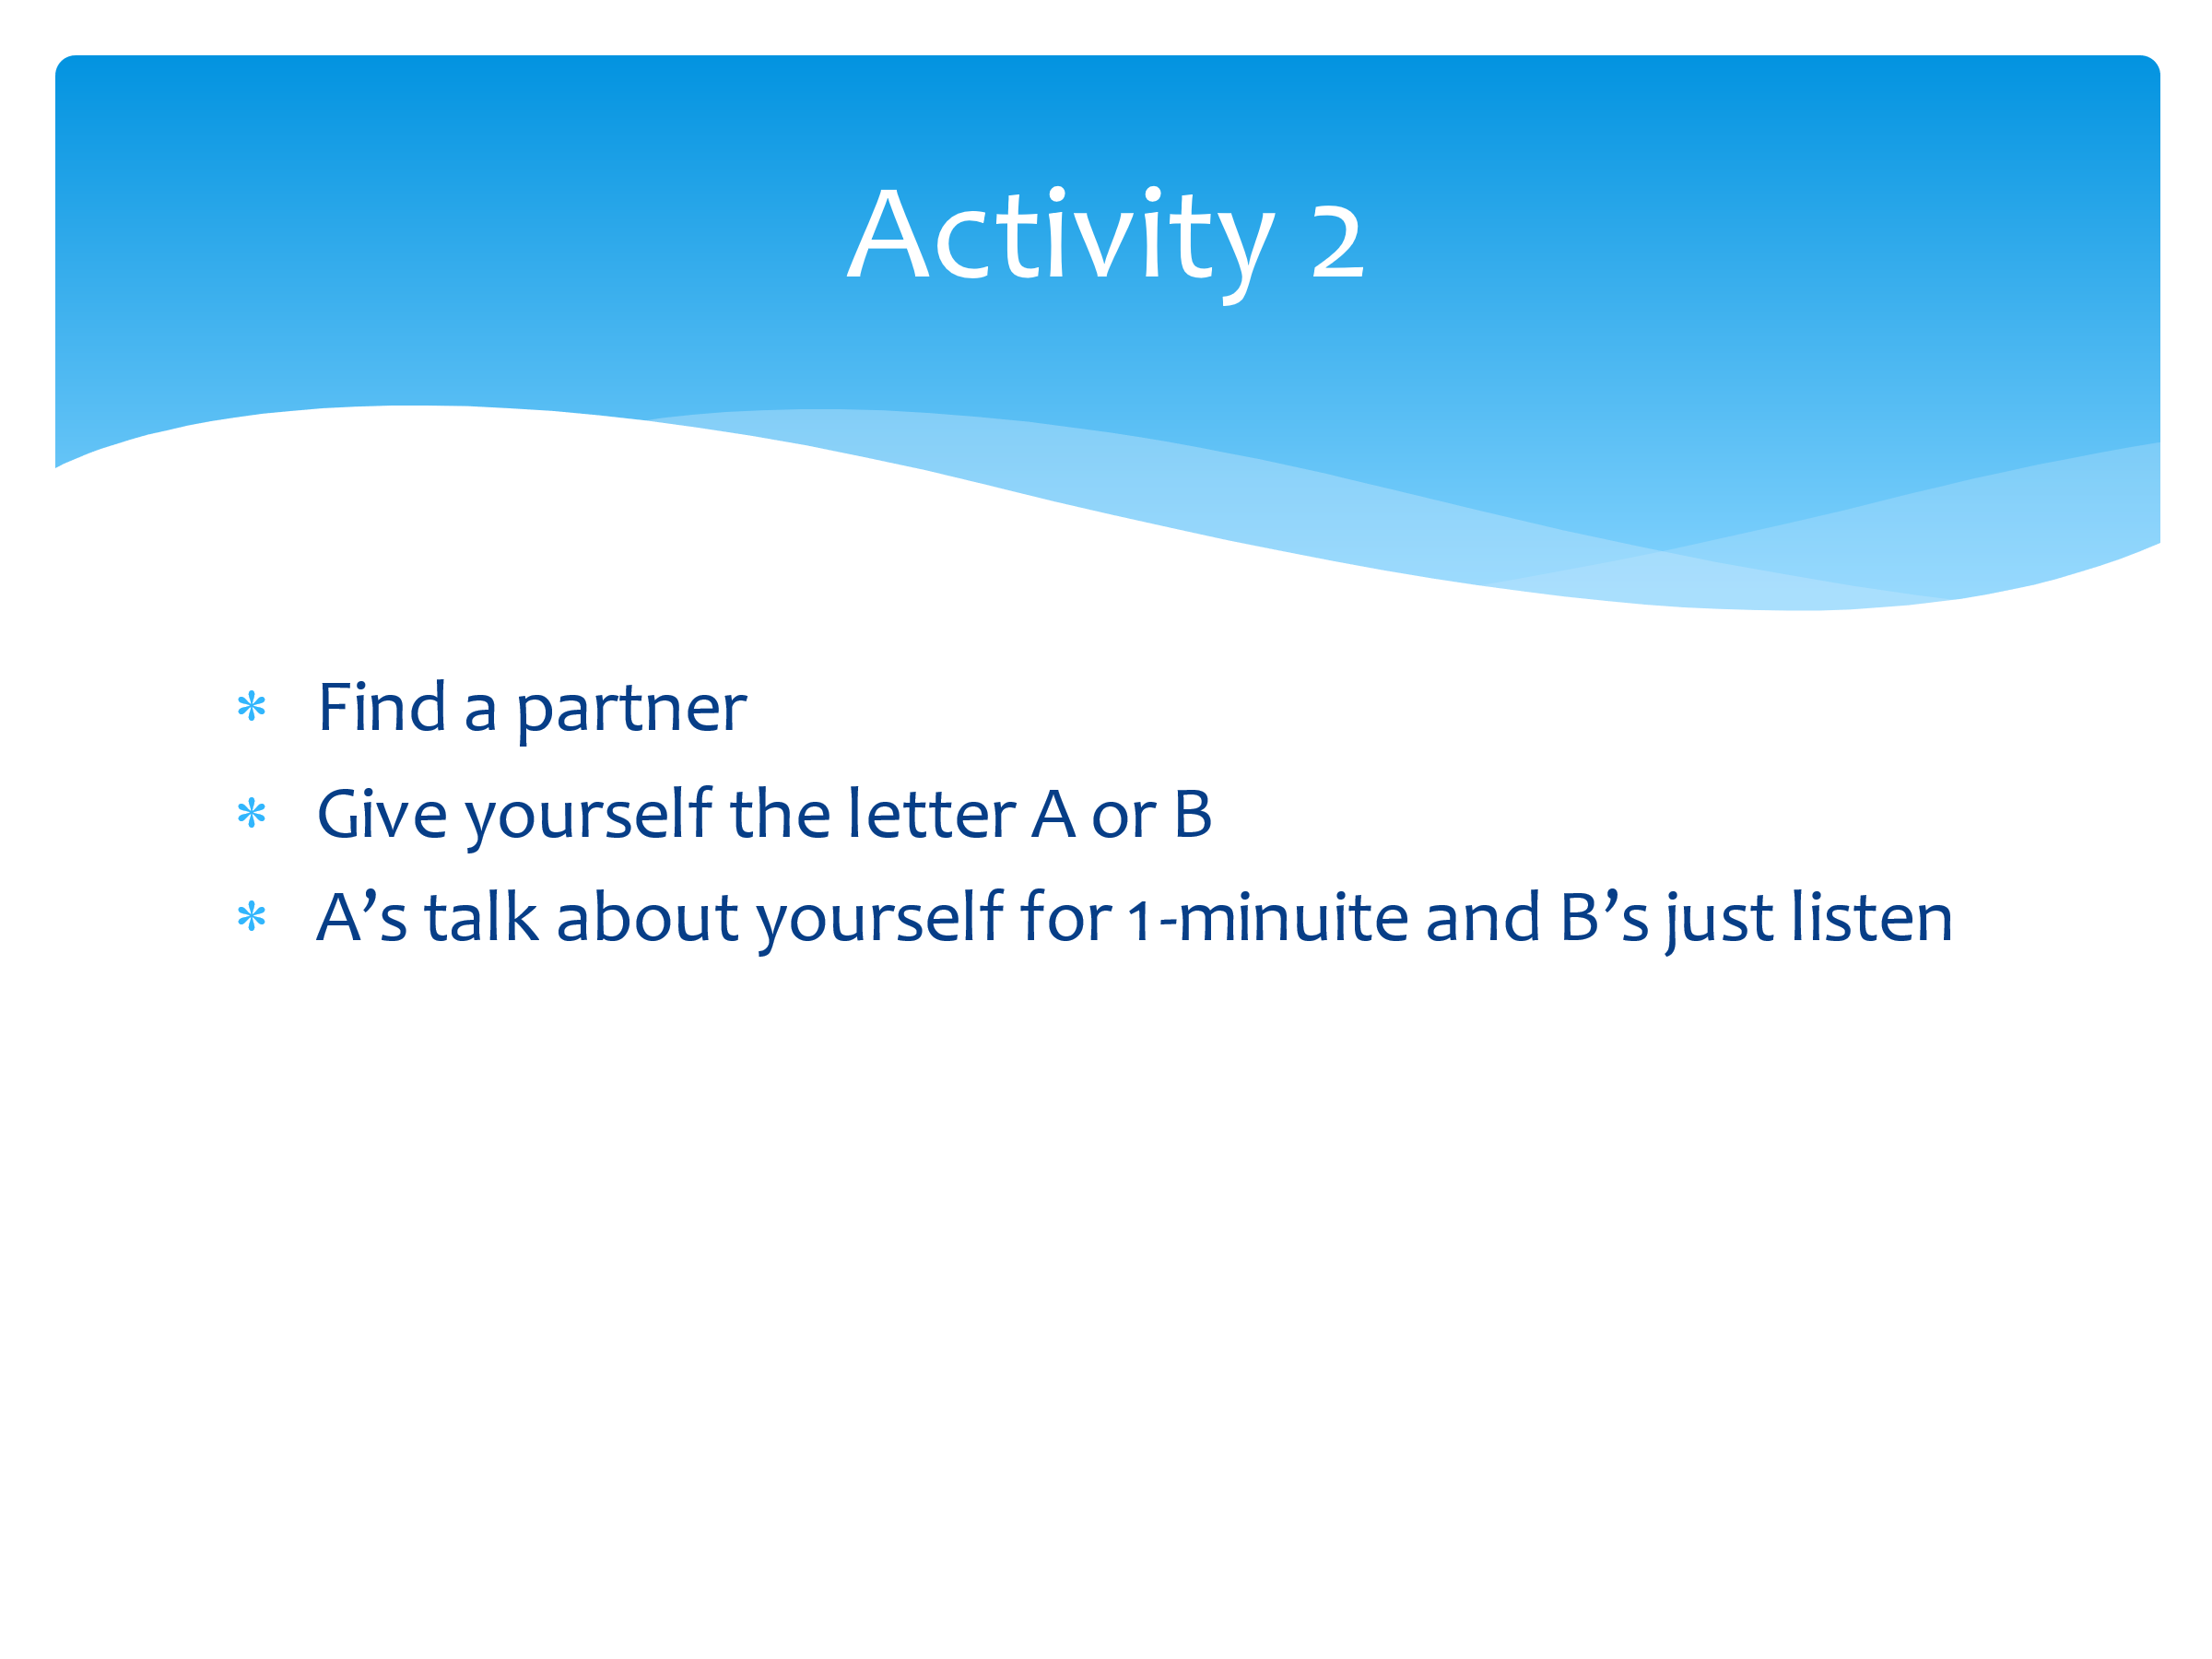 Activity 2
* Find a partner
* Give yourself the letter A or B
* A’s talk about yourself for 1-minuite and B’s just listen